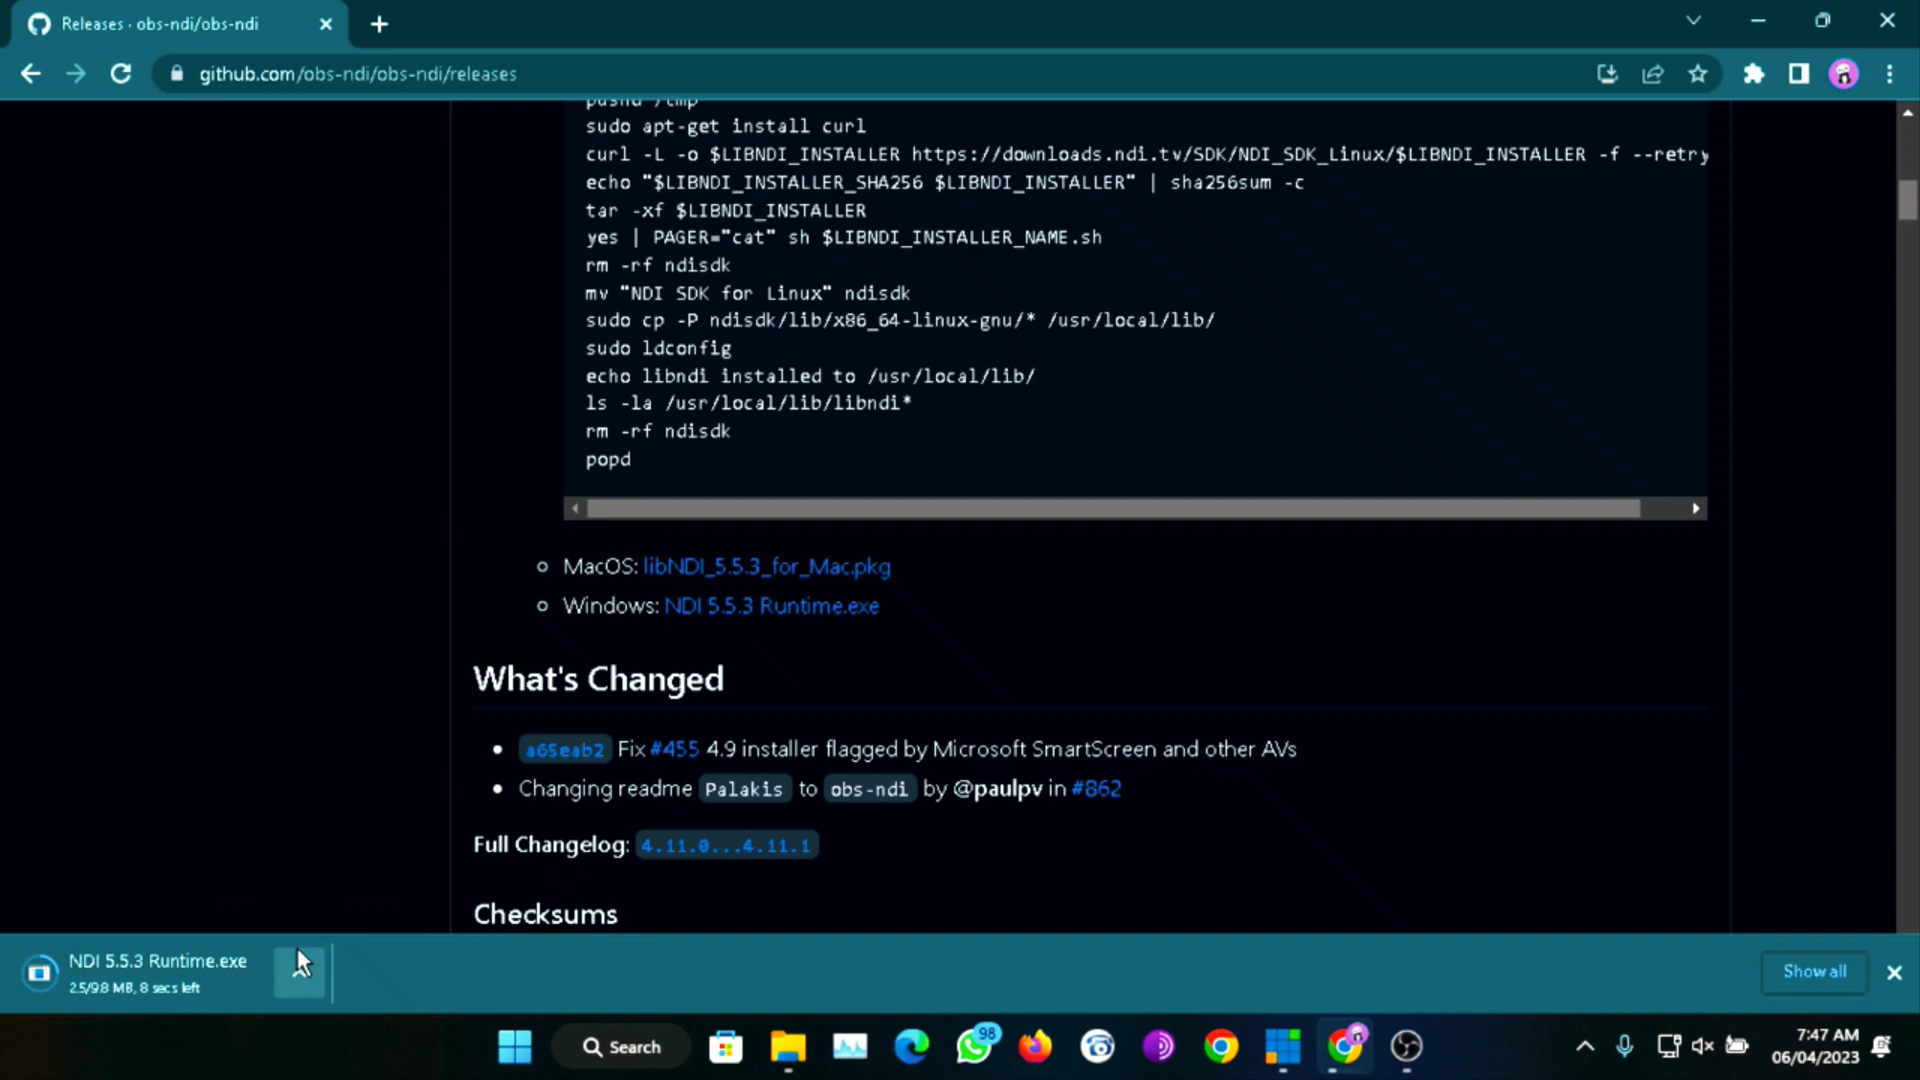 Releases · obs-ndi/obs-ndi
github.com/obs-ndi/obs-ndi/releases
pushd /tmp
sudo apt-get install curl
curl -L -o $LIBNDI_INSTALLER https://downloads.ndi.tv/SDK/NDI_SDK_Linux/$LIBNDI_INSTALLER -f --retry
echo "$LIBNDI_INSTALLER_SHA256 $LIBNDI_INSTALLER" | sha256sum -c
tar -xf $LIBNDI_INSTALLER
yes | PAGER="cat" sh $LIBNDI_INSTALLER_NAME.sh
rm -rf ndisdk
mv "NDI SDK for Linux" ndisdk
sudo cp -P ndisdk/lib/x86_64-linux-gnu/* /usr/local/lib/
sudo ldconfig
echo libndi installed to /usr/local/lib/
ls -la /usr/local/lib/libndi*
rm -rf ndisdk
popd
MacOS: libNDI_5.5.3_for_Mac.pkg
Windows: NDI 5.5.3 Runtime.exe
What's Changed
a65eab2 Fix #455 4.9 installer flagged by Microsoft SmartScreen and other AVs
Changing readme Palakis to obs-ndi by @paulpv in #862
Full Changelog: 4.11.0...4.11.1
Checksums
NDI 5.5.3 Runtime.exe
2.5/9.8 MB, 8 secs left
Show all
Search
98
7:47 AM
06/04/2023